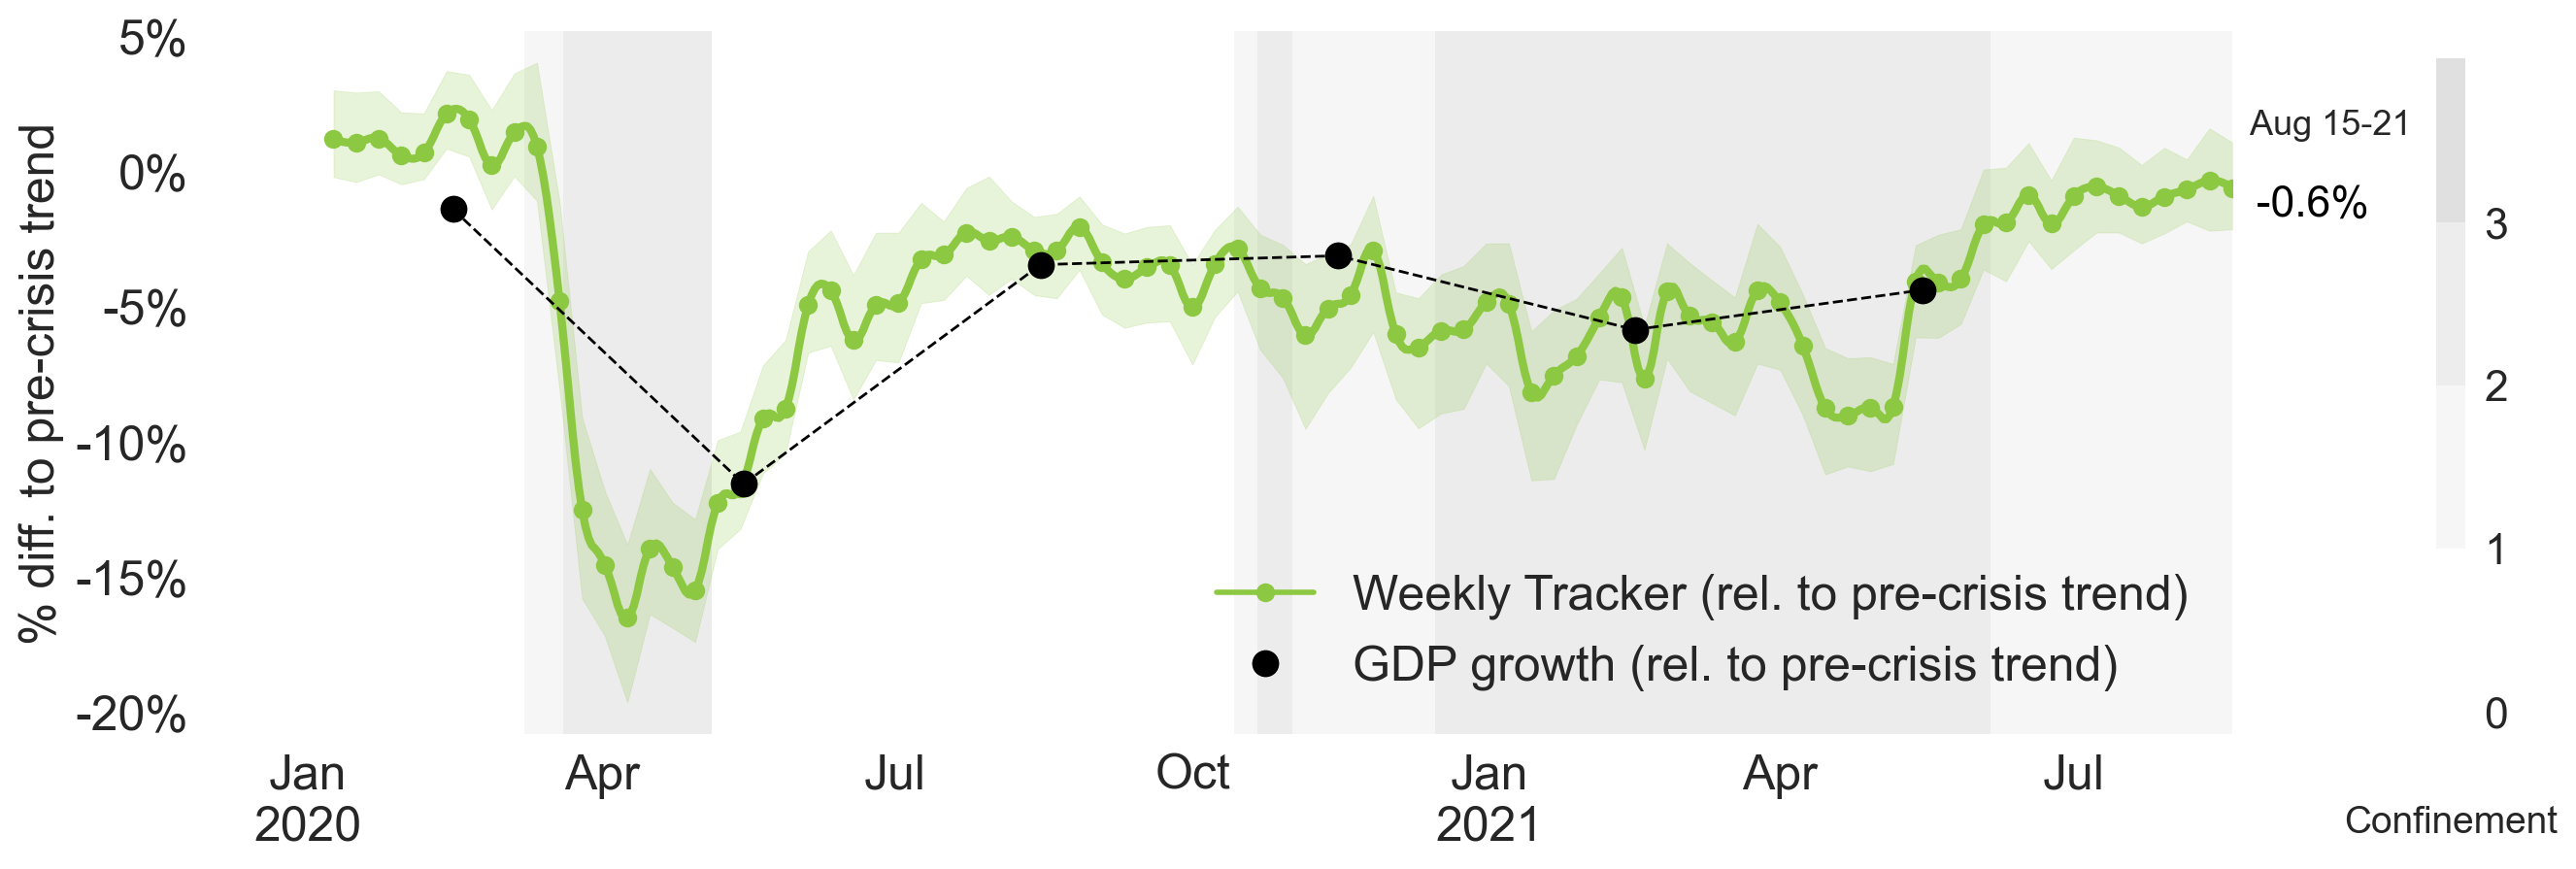 % diff. to pre-crisis trend
5%
0%
-5%
-10%
-15%
-20%
Jan
2020
Apr
Jul
Oct
Jan
2021
Apr
Jul
Weekly Tracker (rel. to pre-crisis trend)
GDP growth (rel. to pre-crisis trend)
Aug 15-21
-0.6%
3
2
1
0
Confinement